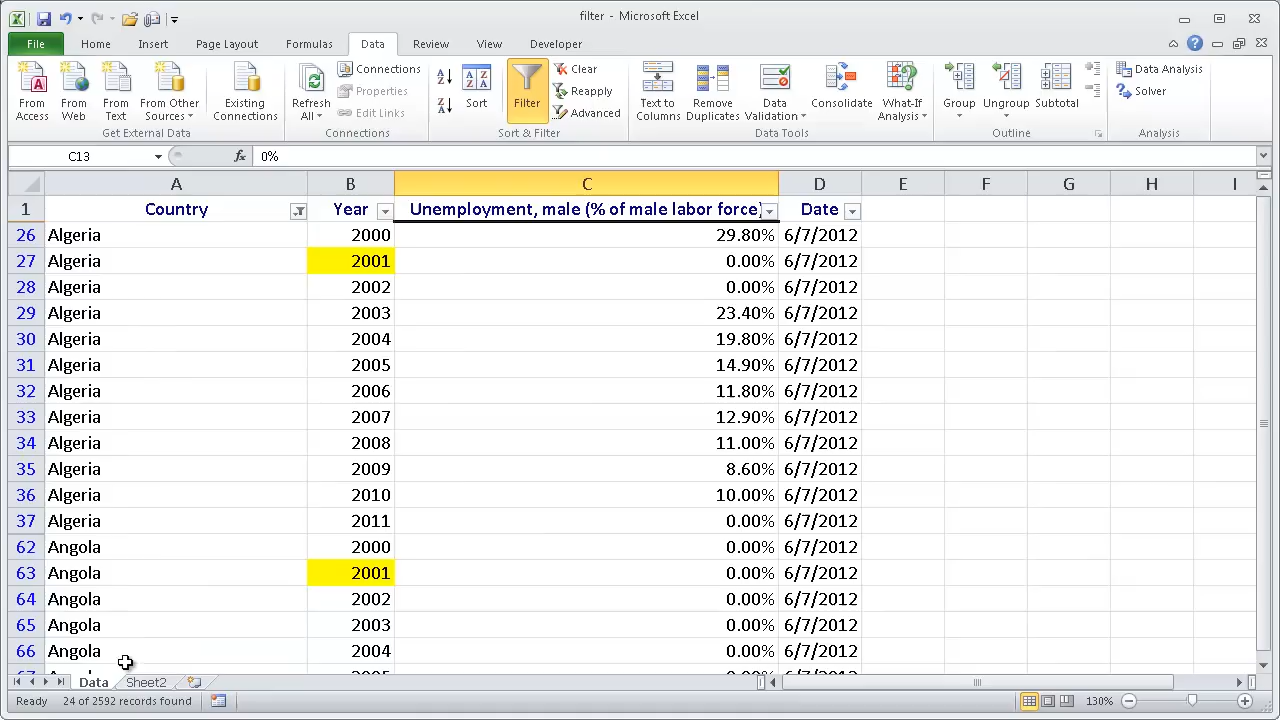 filter - Microsoft Excel
File Home Insert Page Layout Formulas Data Review View Developer
From Access
From Web
From Text
From Other Sources
Existing Connections
Get External Data
Refresh All
Connections
Properties
Edit Links
Connections
Sort
Filter
Clear
Reapply
Advanced
Sort & Filter
Text to Columns
Remove Duplicates
Data Validation
Consolidate
What-If Analysis
Data Tools
Group
Ungroup
Subtotal
Outline
Data Analysis
Solver
Analysis
C13 fx 0%
A B C D E F G H I
1 Country Year Unemployment, male (% of male labor force) Date
26 Algeria 2000 29.80% 6/7/2012
27 Algeria 2001 0.00% 6/7/2012
28 Algeria 2002 0.00% 6/7/2012
29 Algeria 2003 23.40% 6/7/2012
30 Algeria 2004 19.80% 6/7/2012
31 Algeria 2005 14.90% 6/7/2012
32 Algeria 2006 11.80% 6/7/2012
33 Algeria 2007 12.90% 6/7/2012
34 Algeria 2008 11.00% 6/7/2012
35 Algeria 2009 8.60% 6/7/2012
36 Algeria 2010 10.00% 6/7/2012
37 Algeria 2011 0.00% 6/7/2012
62 Angola 2000 0.00% 6/7/2012
63 Angola 2001 0.00% 6/7/2012
64 Angola 2002 0.00% 6/7/2012
65 Angola 2003 0.00% 6/7/2012
66 Angola 2004 0.00% 6/7/2012
Data Sheet2
Ready 24 of 2592 records found 130%